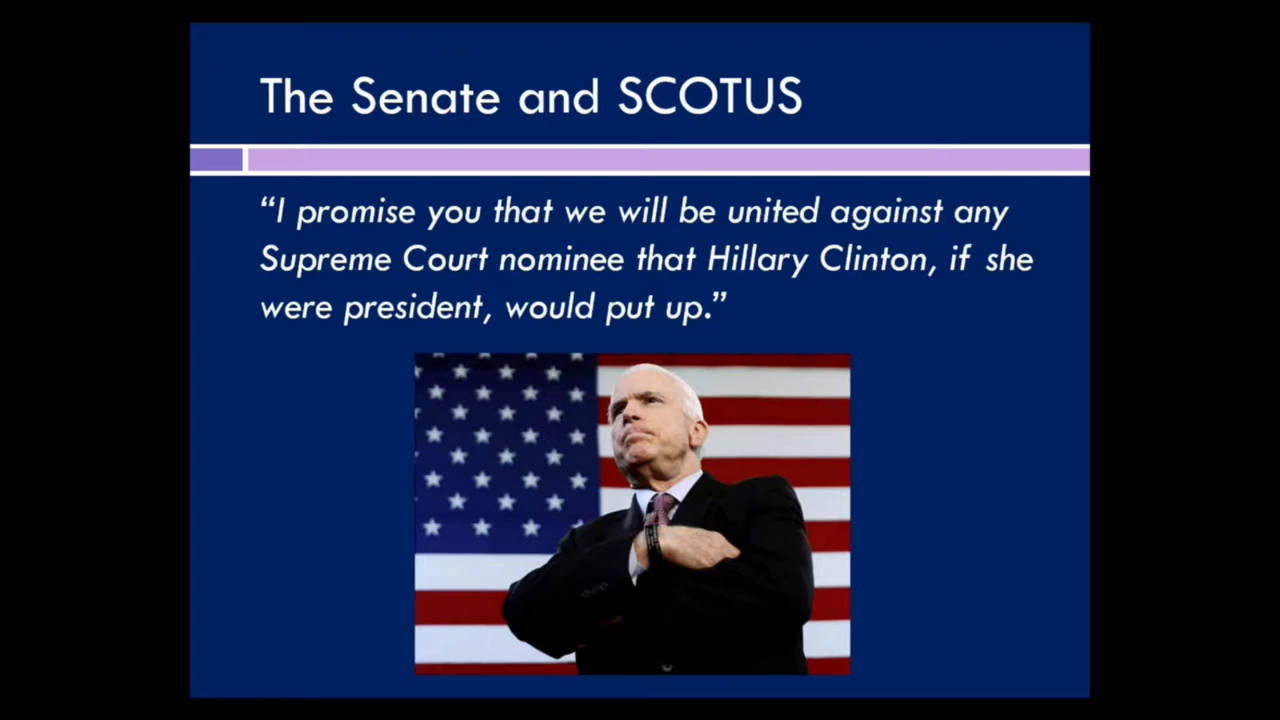 The Senate and SCOTUS
“I promise you that we will be united against any
Supreme Court nominee that Hillary Clinton, if she
were president, would put up.”